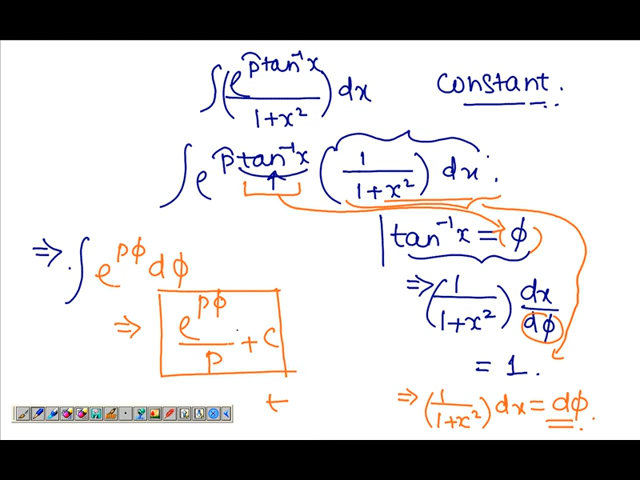 ∫(e^(p tan⁻¹x)/(1+x²)) dx
constant.
∫e^(p tan⁻¹x) (1/(1+x²)) dx.
tan⁻¹x = φ
⇒ ∫e^(pφ) dφ
⇒ (1/(1+x²)) dx/dφ
⇒ e^(pφ)/p + C
= 1.
⇒ (1/(1+x²)) dx = dφ.